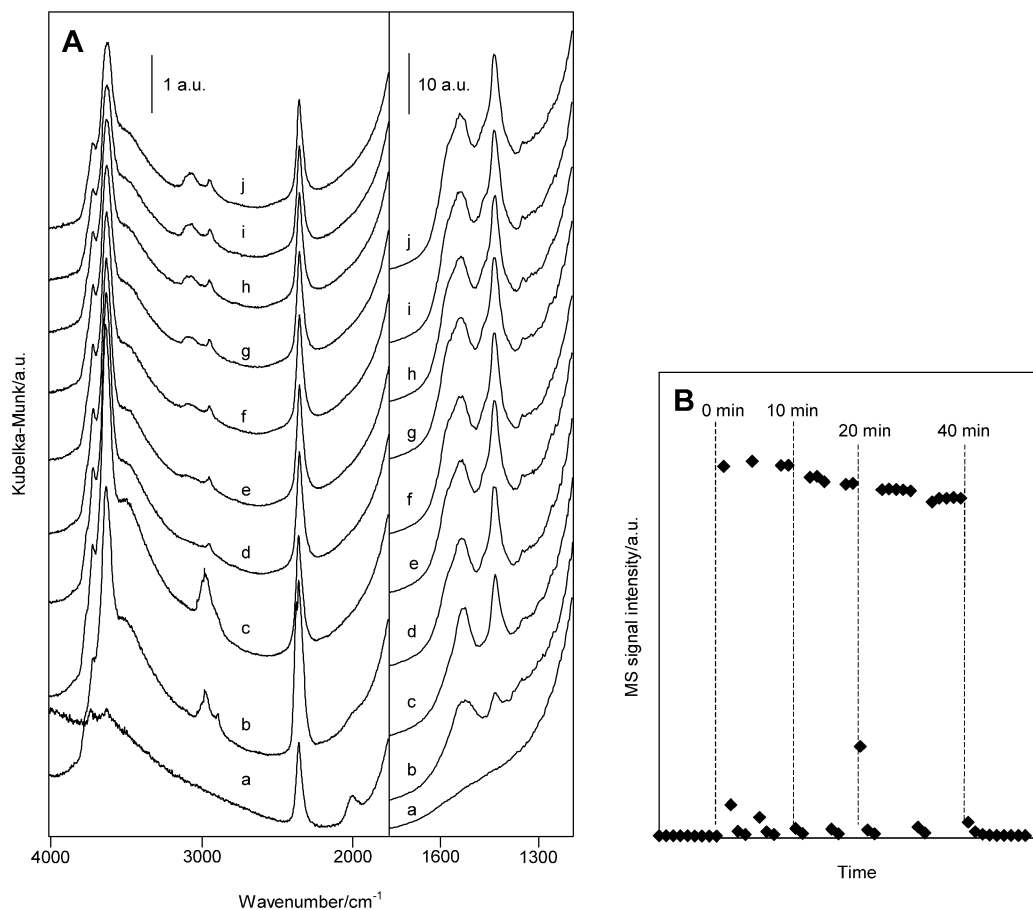 A
1 a.u.
10 a.u.
j
i
h
g
f
e
d
c
b
a
j
i
h
g
f
e
d
c
b
a
Kubelka-Munk/a.u.
4000
3000
2000
1600
1300
Wavenumber/cm-1
B
0 min
10 min
20 min
40 min
MS signal intensity/a.u.
Time